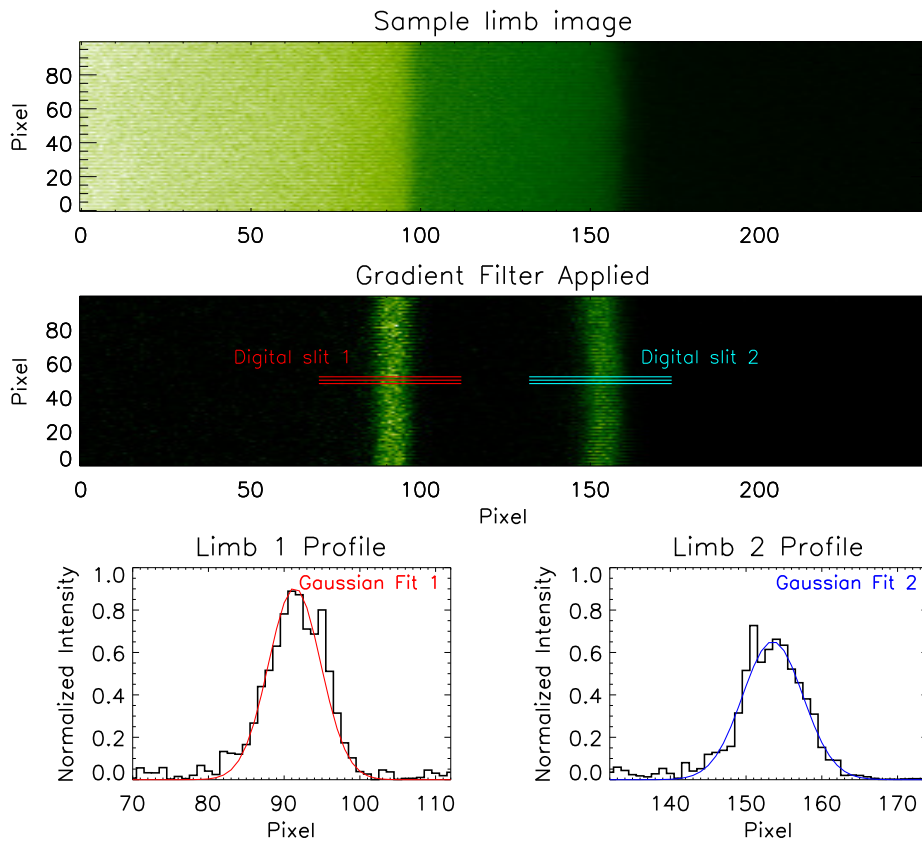 Sample limb image
Pixel
80
60
40
20
0
0 50 100 150 200
Gradient Filter Applied
Pixel
80
60
40
20
0
Digital slit 1
Digital slit 2
0 50 100 150 200
Pixel
Limb 1 Profile
Normalized Intensity
1.0
0.8
0.6
0.4
0.2
0.0
Gaussian Fit 1
70 80 90 100 110
Pixel
Limb 2 Profile
Normalized Intensity
1.0
0.8
0.6
0.4
0.2
0.0
Gaussian Fit 2
140 150 160 170
Pixel